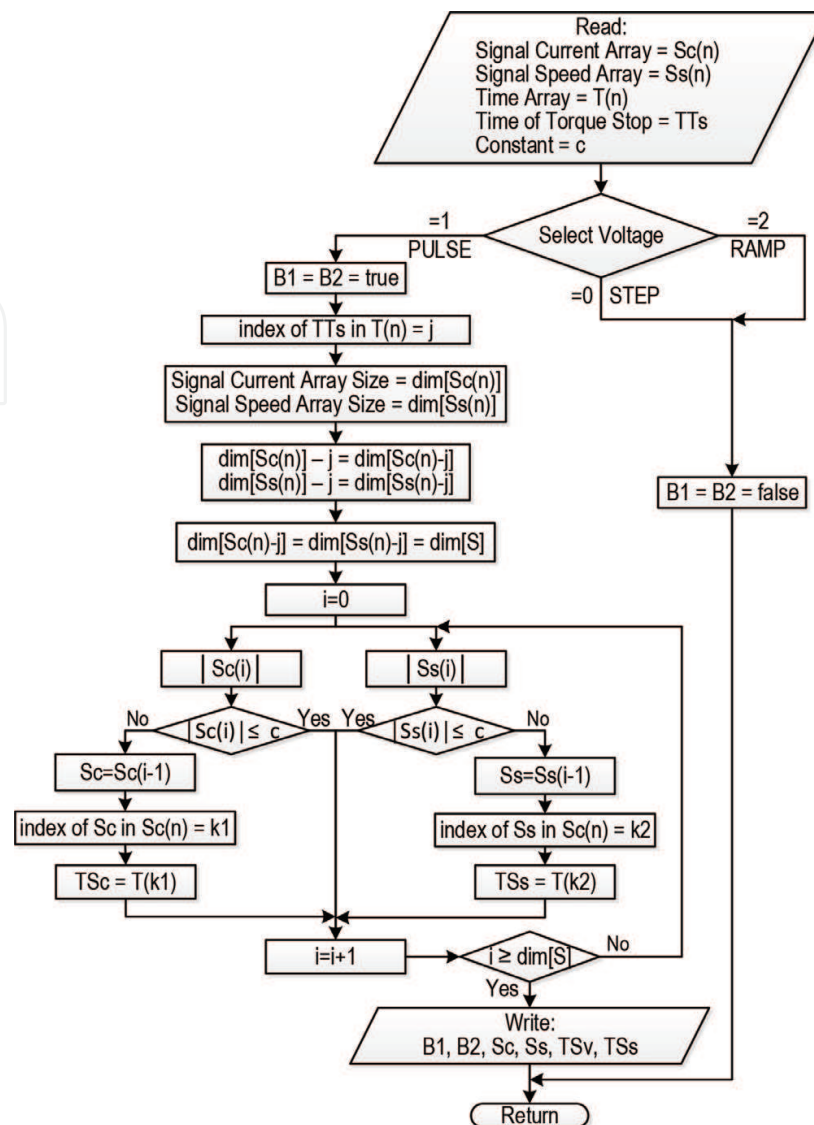 Read:
Signal Current Array = Sc(n)
Signal Speed Array = Ss(n)
Time Array = T(n)
Time of Torque Stop = TTs
Constant = c
Select Voltage
=1
PULSE
=2
RAMP
=0 STEP
B1 = B2 = true
index of TTs in T(n) = j
Signal Current Array Size = dim[Sc(n)]
Signal Speed Array Size = dim[Ss(n)]
dim[Sc(n)] – j = dim[Sc(n)-j]
dim[Ss(n)] – j = dim[Ss(n)-j]
B1 = B2 = false
dim[Sc(n)-j] = dim[Ss(n)-j] = dim[S]
i=0
| Sc(i) |
| Ss(i) |
No
|Sc(i)| ≤ c
Yes
Yes
|Ss(i)| ≤ c
No
Sc=Sc(i-1)
Ss=Ss(i-1)
index of Sc in Sc(n) = k1
index of Ss in Sc(n) = k2
TSc = T(k1)
TSs = T(k2)
i=i+1
i ≥ dim[S]
No
Yes
Write:
B1, B2, Sc, Ss, TSv, TSs
Return